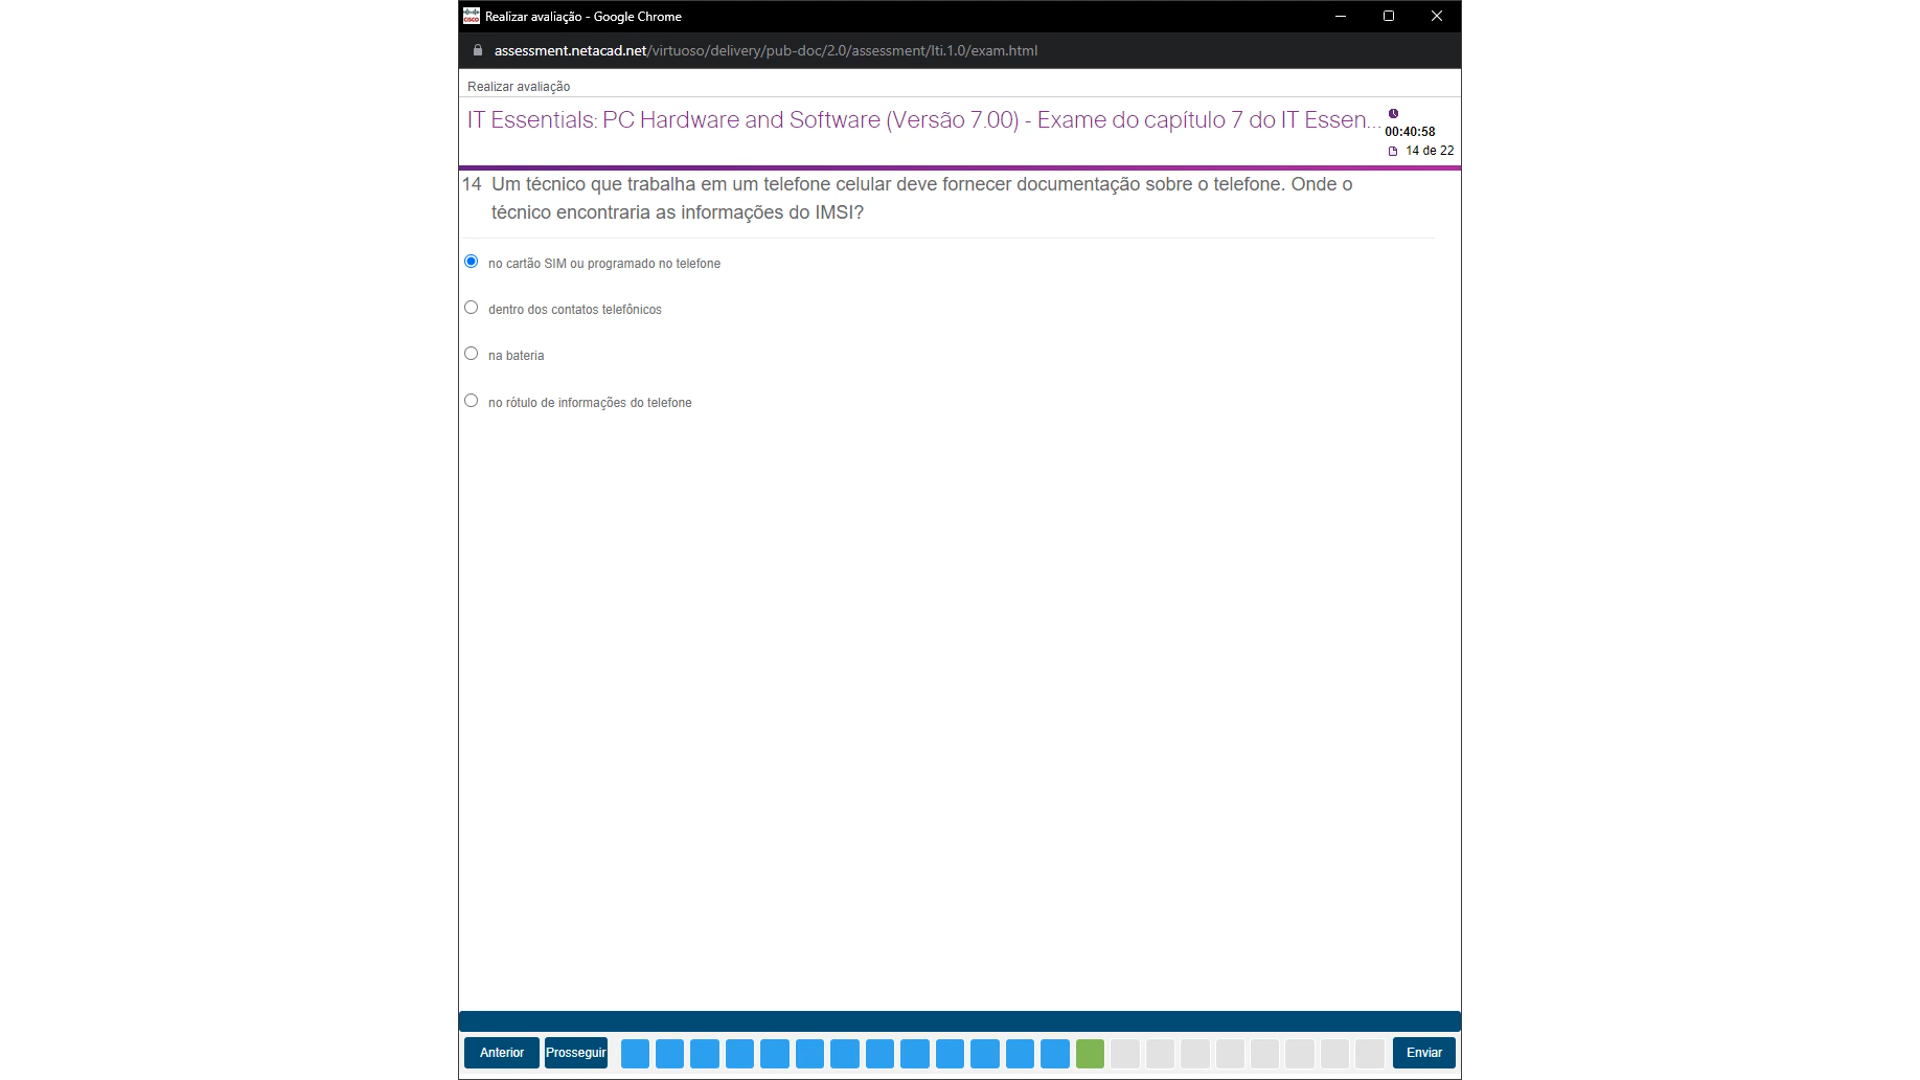 Realizar avaliação - Google Chrome
assessment.netacad.net/virtuoso/delivery/pub-doc/2.0/assessment/lti.1.0/exam.html
Realizar avaliação
IT Essentials: PC Hardware and Software (Versão 7.00) - Exame do capítulo 7 do IT Essen...
00:40:58
14 de 22
14 Um técnico que trabalha em um telefone celular deve fornecer documentação sobre o telefone. Onde o
técnico encontraria as informações do IMSI?
no cartão SIM ou programado no telefone
dentro dos contatos telefônicos
na bateria
no rótulo de informações do telefone
Anterior Prosseguir Enviar